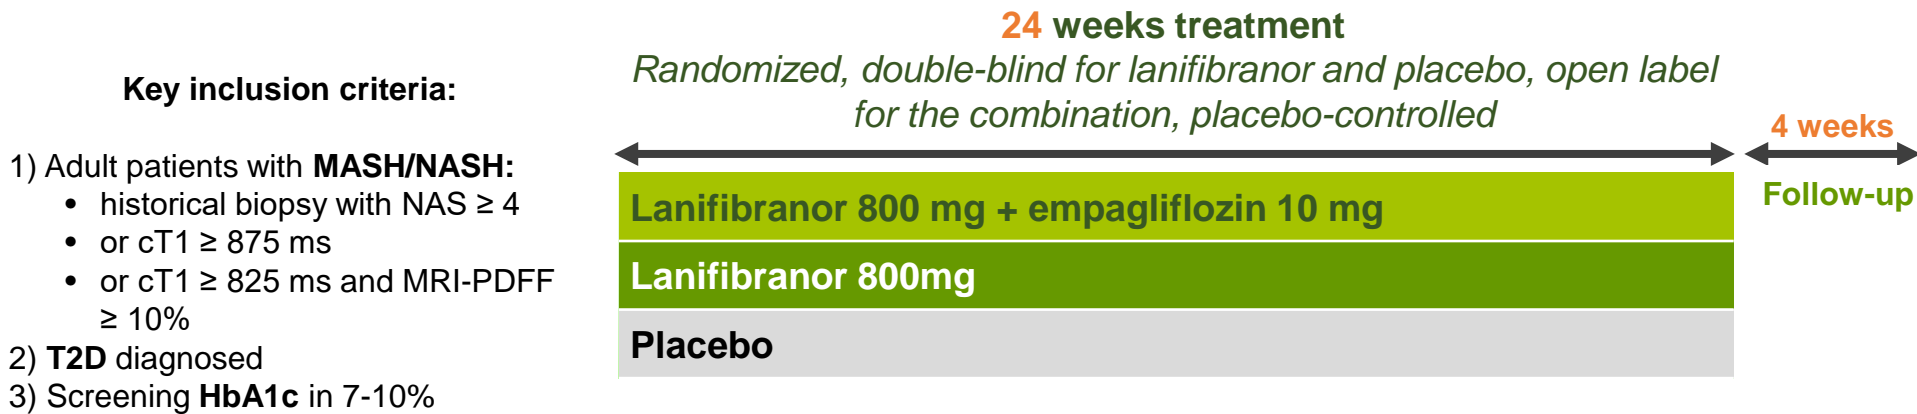 Key inclusion criteria:
1) Adult patients with MASH/NASH:
• historical biopsy with NAS ≥ 4
• or cT1 ≥ 875 ms
• or cT1 ≥ 825 ms and MRI-PDFF
≥ 10%
2) T2D diagnosed
3) Screening HbA1c in 7-10%
24 weeks treatment
Randomized, double-blind for lanifibranor and placebo, open label
for the combination, placebo-controlled
Lanifibranor 800 mg + empagliflozin 10 mg
Lanifibranor 800mg
Placebo
4 weeks
Follow-up